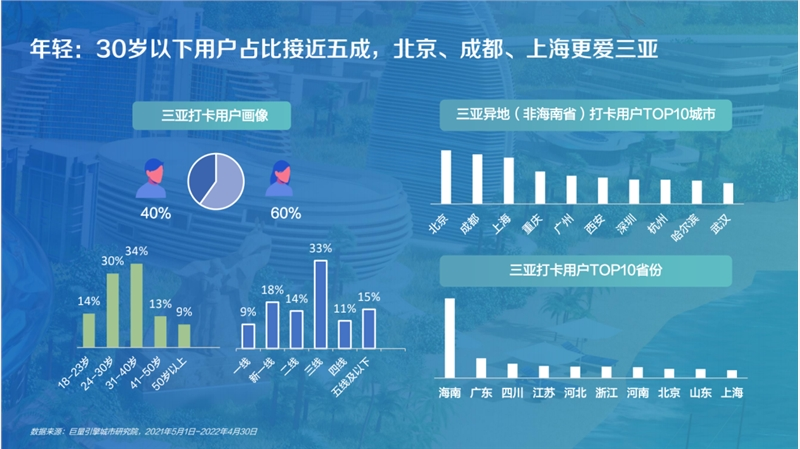 年轻：30岁以下用户占比接近五成，北京、成都、上海更爱三亚
三亚打卡用户画像
40%
60%
14%
30%
34%
13%
9%
18-23岁
24-30岁
31-40岁
41-50岁
50岁以上
9%
18%
14%
33%
11%
15%
一线
新一线
二线
三线
四线
五线及以下
三亚异地（非海南省）打卡用户TOP10城市
北京
成都
上海
重庆
广州
西安
深圳
杭州
哈尔滨
武汉
三亚打卡用户TOP10省份
海南 广东 四川 江苏 河北 浙江 河南 北京 山东 上海
数据来源：巨量引擎城市研究院，2021年5月1日-2022年4月30日